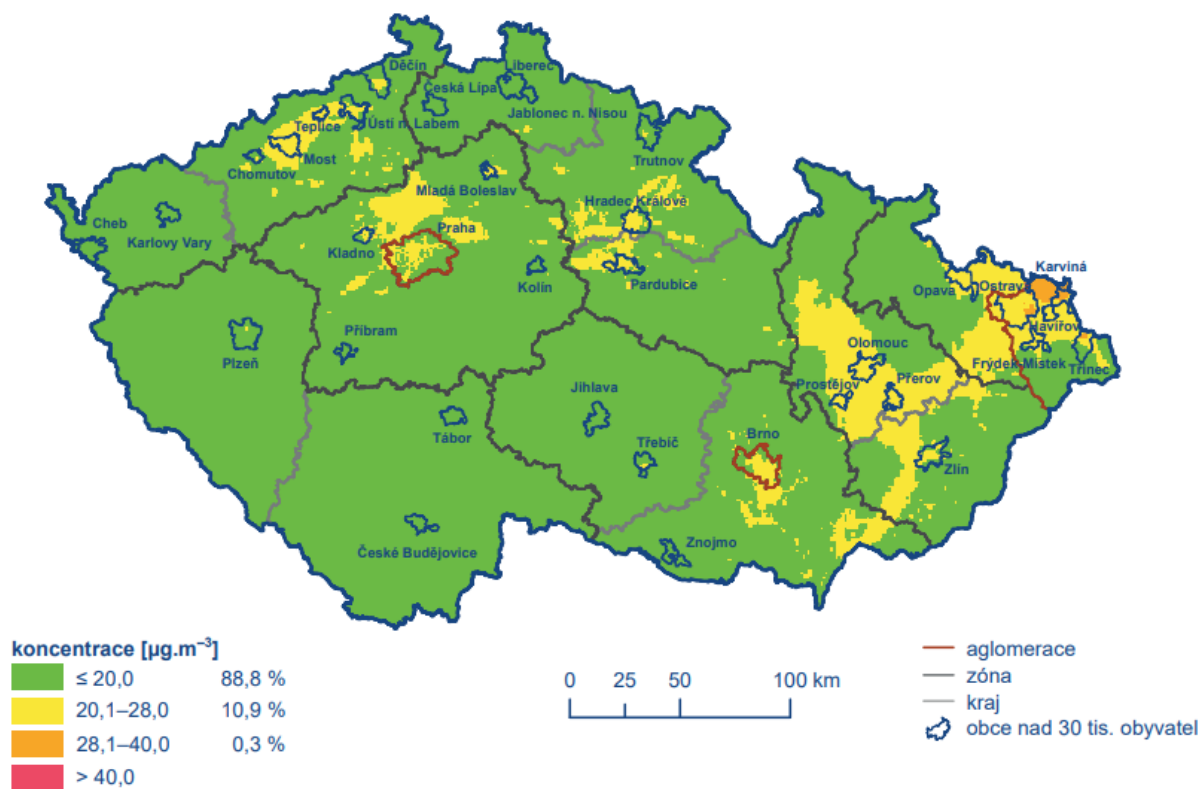 Děčín
Liberec
Česká Lípa
Jablonec n. Nisou
Teplice
Ústí n. Labem
Most
Chomutov
Trutnov
Mladá Boleslav
Hradec Králové
Cheb
Karlovy Vary
Kladno
Praha
Kolín
Pardubice
Opava
Ostrava
Karviná
Havířov
Frýdek-Místek
Třinec
Plzeň
Příbram
Olomouc
Prostějov
Přerov
Jihlava
Tábor
Třebíč
Brno
Zlín
České Budějovice
Znojmo
koncentrace [µg.m⁻³]
≤ 20,0 88,8 %
20,1–28,0 10,9 %
28,1–40,0 0,3 %
> 40,0
0 25 50 100 km
aglomerace
zóna
kraj
obce nad 30 tis. obyvatel